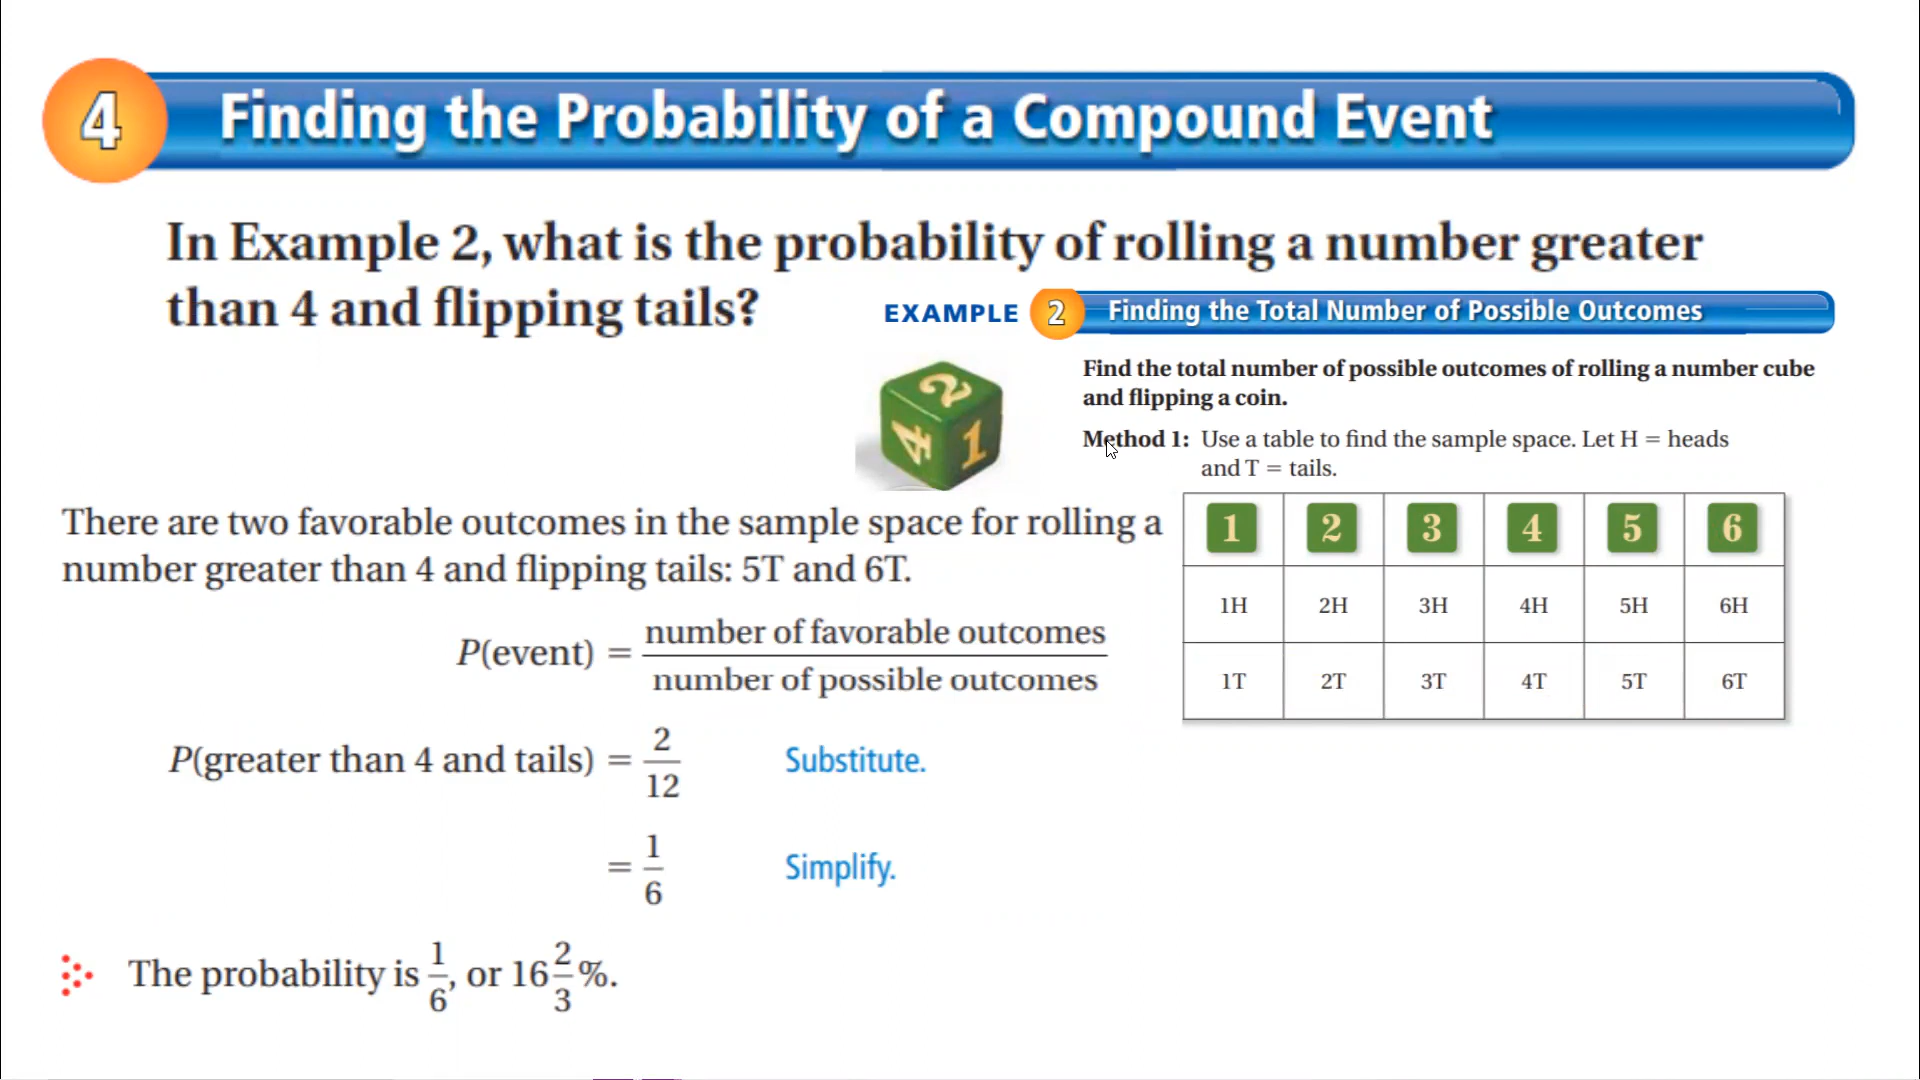 4 Finding the Probability of a Compound Event
In Example 2, what is the probability of rolling a number greater
than 4 and flipping tails?
EXAMPLE 2 Finding the Total Number of Possible Outcomes
Find the total number of possible outcomes of rolling a number cube
and flipping a coin.
Method 1: Use a table to find the sample space. Let H = heads
and T = tails.
2
4 1
1 2 3 4 5 6
1H 2H 3H 4H 5H 6H
1T 2T 3T 4T 5T 6T
There are two favorable outcomes in the sample space for rolling a
number greater than 4 and flipping tails: 5T and 6T.
P(event) = number of favorable outcomes / number of possible outcomes
P(greater than 4 and tails) = 2/12 Substitute.
= 1/6 Simplify.
The probability is 1/6, or 16 2/3%.